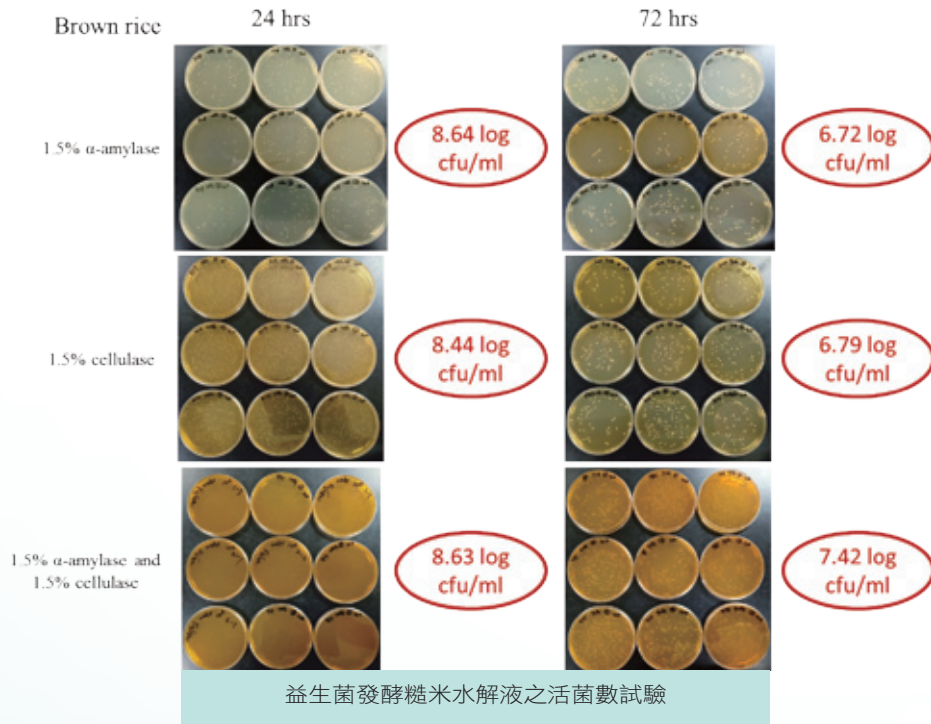 Brown rice
24 hrs
72 hrs
1.5% α-amylase
8.64 log
cfu/ml
6.72 log
cfu/ml
1.5% cellulase
8.44 log
cfu/ml
6.79 log
cfu/ml
1.5% α-amylase and
1.5% cellulase
8.63 log
cfu/ml
7.42 log
cfu/ml
益生菌發酵糙米水解液之活菌數試驗